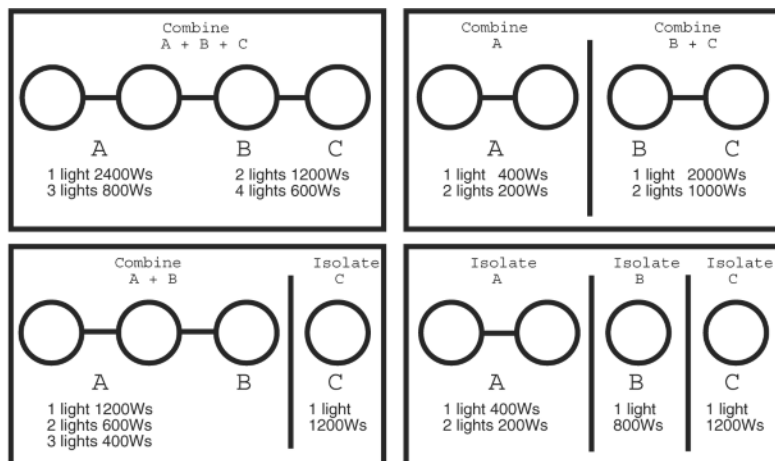 Combine
A + B + C
A B C
1 light 2400Ws 2 lights 1200Ws
3 lights 800Ws 4 lights 600Ws
Combine
A
Combine
B + C
A B C
1 light 400Ws 1 light 2000Ws
2 lights 200Ws 2 lights 1000Ws
Combine
A + B
Isolate
C
A B C
1 light 1200Ws
2 lights 600Ws
3 lights 400Ws
1 light
1200Ws
Isolate
A
Isolate
B
Isolate
C
A B C
1 light 400Ws
2 lights 200Ws
1 light
800Ws
1 light
1200Ws